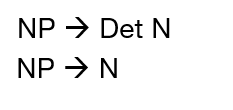 NP → Det N
NP → N